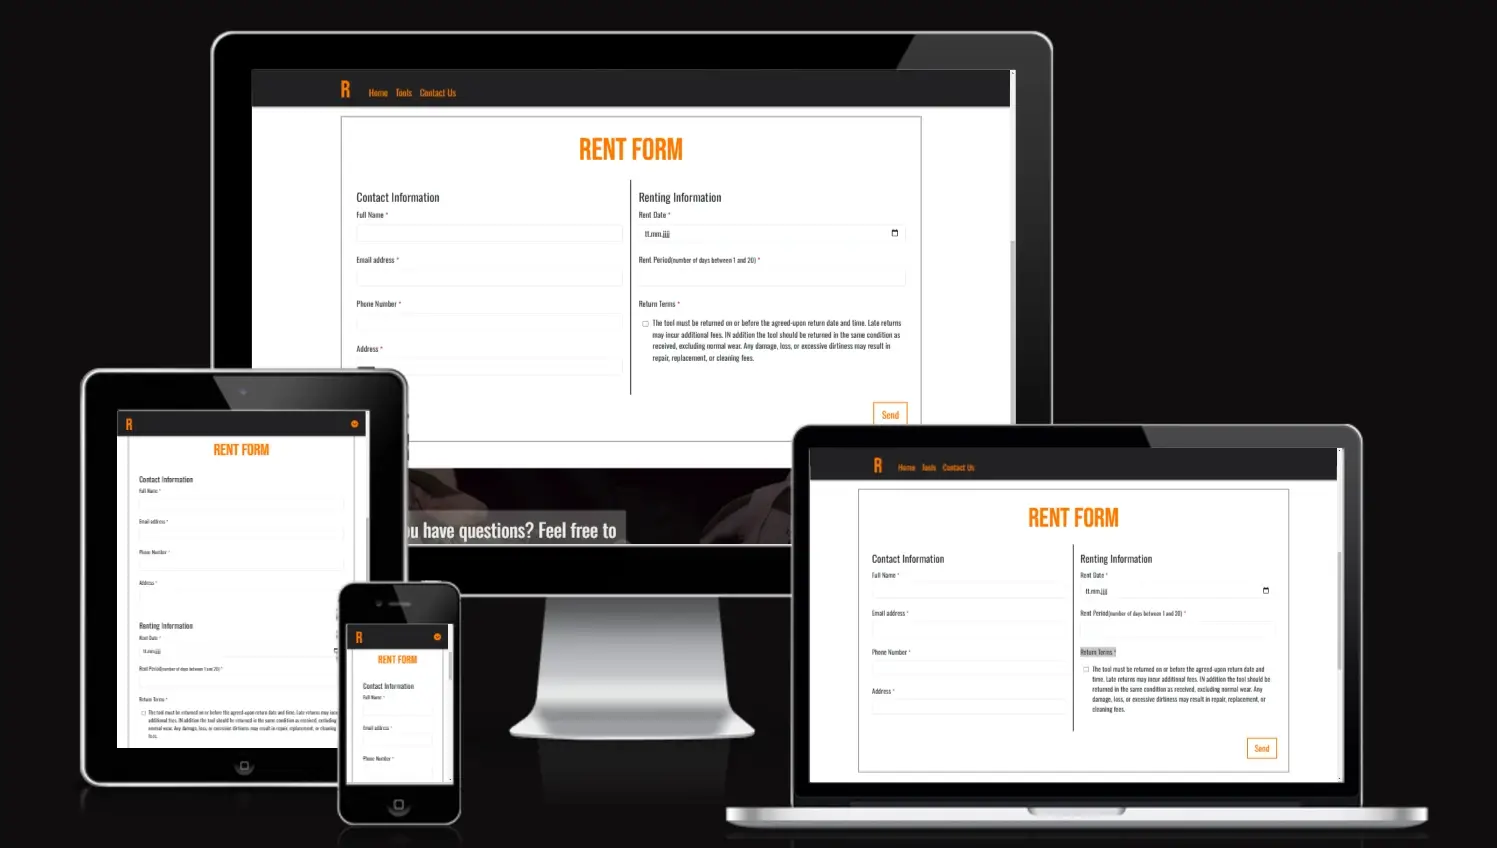 R Home Tools Contact Us
RENT FORM
Contact Information
Full Name *
Email address *
Phone Number *
Address *
Renting Information
Rent Date *
tt.mm.jjjj
Rent Period(number of days between 1 and 20) *
Return Terms *
The tool must be returned on or before the agreed-upon return date and time. Late returns
may incur additional fees. IN addition the tool should be returned in the same condition as
received, excluding normal wear. Any damage, loss, or excessive dirtiness may result in
repair, replacement, or cleaning fees.
Send
ou have questions? Feel free to
R
RENT FORM
Contact Information
Full Name *
Email address *
Phone Number *
Address *
Renting Information
Rent Date *
tt.mm.jjjj
Rent Period(number of days between 1 and 20) *
Return Terms *
The tool must be returned on or before the agreed-upon return date and time. Late returns may incur
additional fees. IN addition the tool should be returned in the same condition as received, excluding
normal wear. Any damage, loss, or excessive dirtiness may result in repair, replacement, or cleaning
fees.
R
RENT FORM
Contact Information
Full Name *
Email address *
Phone Number *
R Home Tools Contact Us
RENT FORM
Contact Information
Full Name *
Email address *
Phone Number *
Address *
Renting Information
Rent Date *
tt.mm.jjjj
Rent Period(number of days between 1 and 20) *
Return Terms *
The tool must be returned on or before the agreed-upon return date and
time. Late returns may incur additional fees. IN addition the tool should be
returned in the same condition as received, excluding normal wear. Any
damage, loss, or excessive dirtiness may result in repair, replacement, or
cleaning fees.
Send